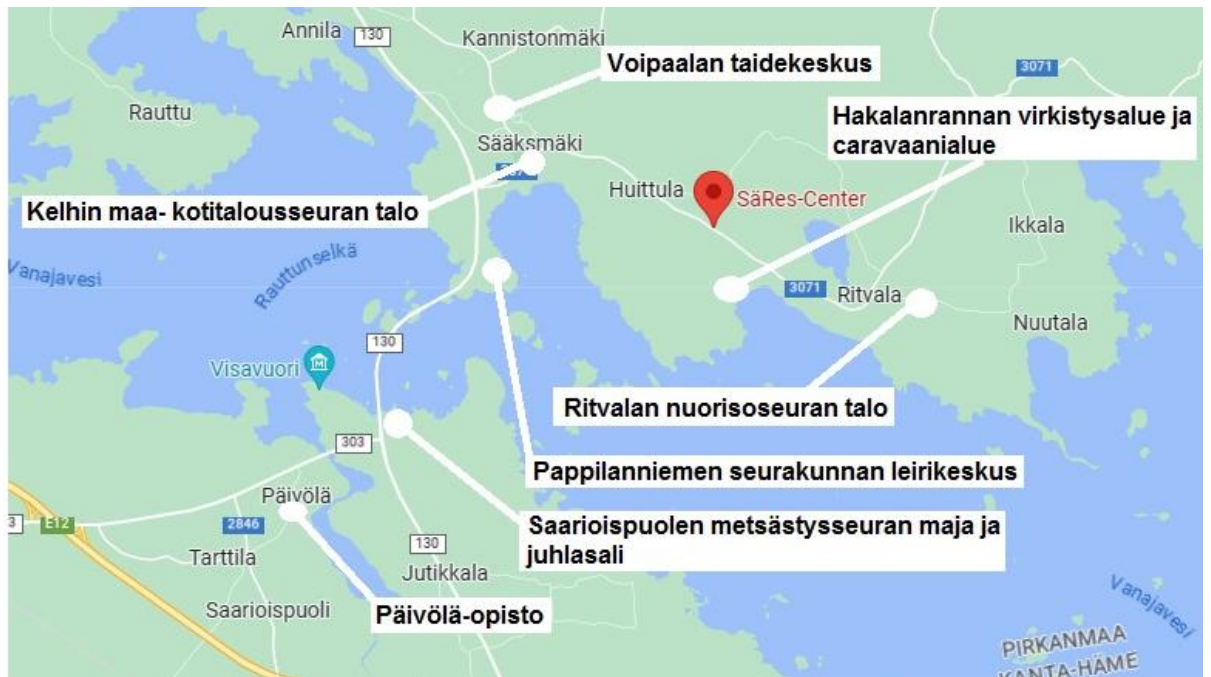 Annila
130
Kannistonmäki
Voipaalan taidekeskus
3071
Rauttu
Hakalanrannan virkistysalue ja
caravaanialue
Sääksmäki
Huittula
SäRes-Center
Kelhin maa- kotitalousseuran talo
Ikkala
Vanajavesi
Rauttunselkä
3071
Ritvala
Nuutala
130
Visavuori
Ritvalan nuorisoseuran talo
303
Pappilanniemen seurakunnan leirikeskus
Päivölä
3
E12
2846
Saarioispuolen metsästysseuran maja ja
juhlasali
130
Tarttila
Jutikkala
Saarioispuoli
Päivölä-opisto
Vanajavesi
PIRKANMAA
KANTA-HÄME